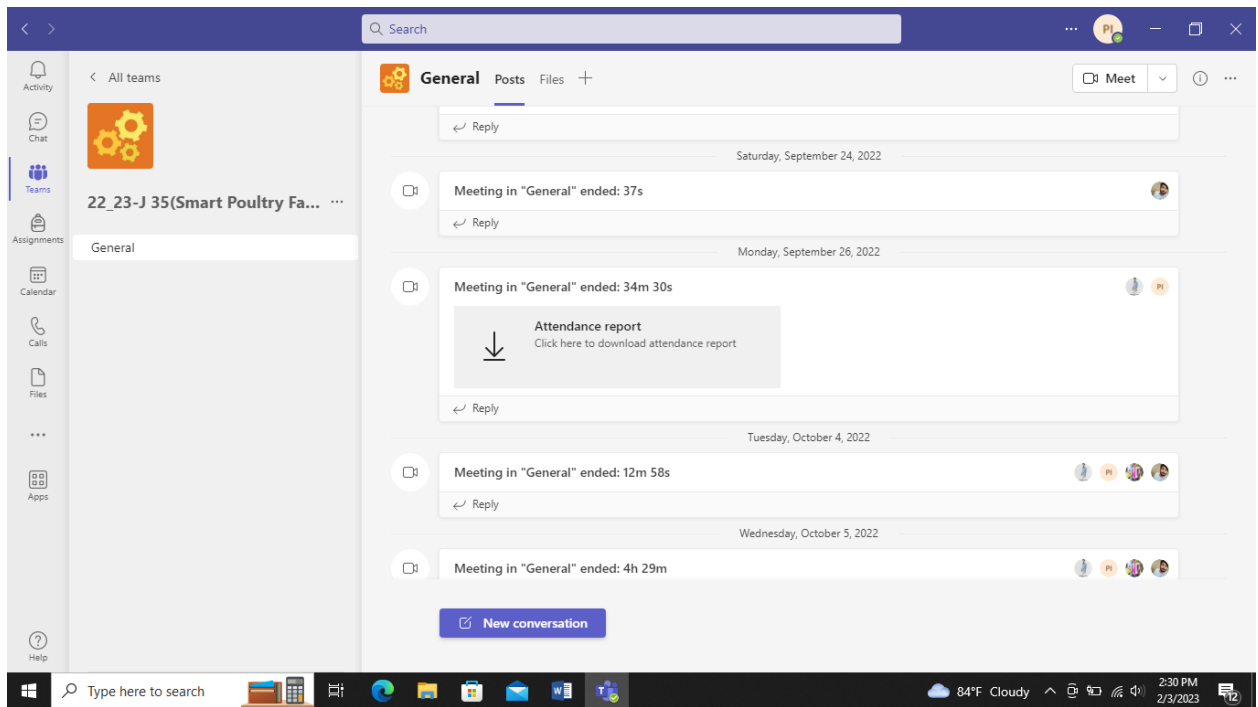 Search
PI
Activity
Chat
Teams
Assignments
Calendar
Calls
Files
Apps
Help
All teams
22_23-J 35(Smart Poultry Fa...
General
General Posts Files
Meet
Reply
Saturday, September 24, 2022
Meeting in "General" ended: 37s
Reply
Monday, September 26, 2022
Meeting in "General" ended: 34m 30s
PI
Attendance report
Click here to download attendance report
Reply
Tuesday, October 4, 2022
Meeting in "General" ended: 12m 58s
PI
Reply
Wednesday, October 5, 2022
Meeting in "General" ended: 4h 29m
PI
New conversation
Type here to search
84°F Cloudy
2:30 PM
2/3/2023
12